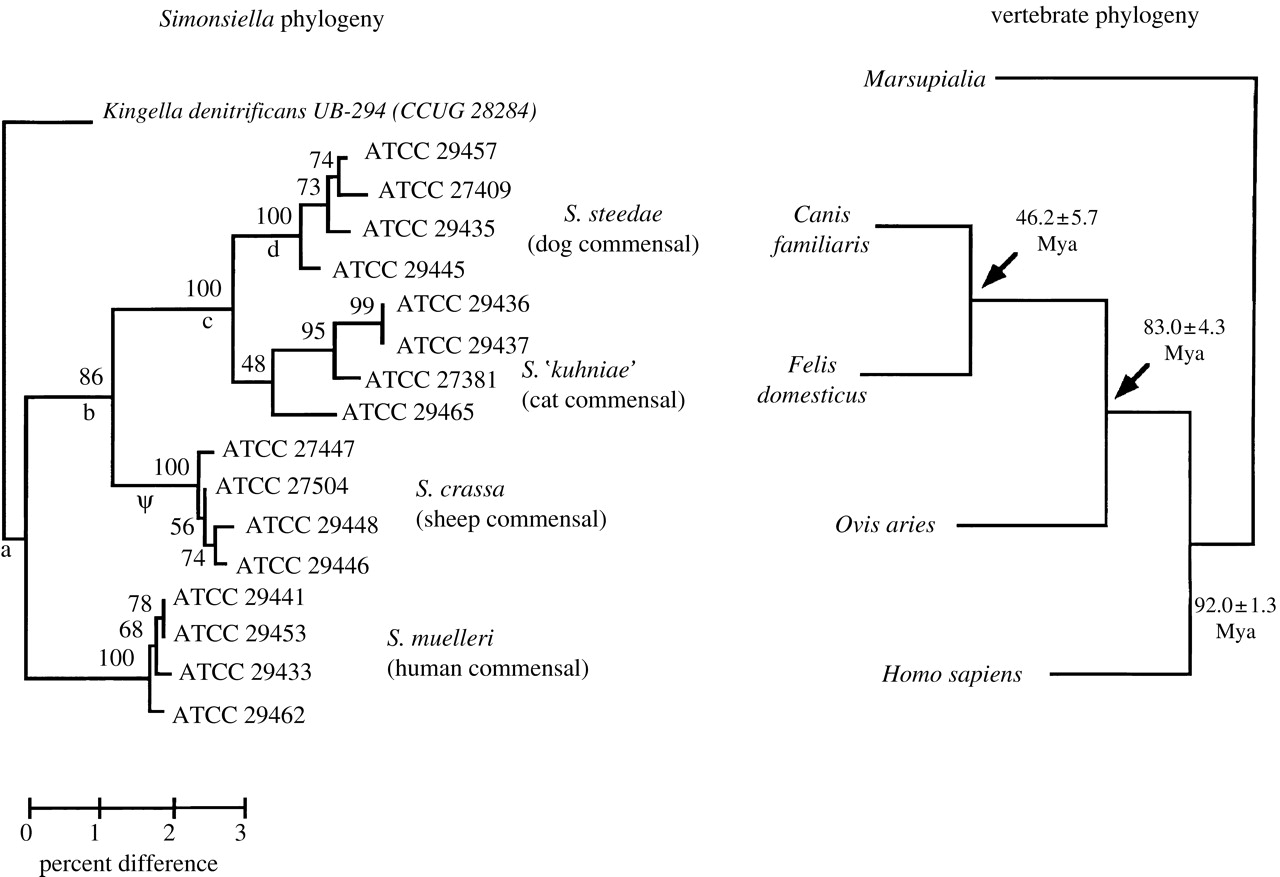 Simonsiella phylogeny
Kingella denitrificans UB-294 (CCUG 28284)
74
ATCC 29457
73
ATCC 27409
100
d
ATCC 29435
S. steedae
(dog commensal)
ATCC 29445
100
c
99
ATCC 29436
95
ATCC 29437
48
ATCC 27381
S. 'kuhniae'
(cat commensal)
ATCC 29465
86
b
ATCC 27447
100
ψ
ATCC 27504
56
ATCC 29448
S. crassa
(sheep commensal)
74
ATCC 29446
a
78
ATCC 29441
68
ATCC 29453
100
ATCC 29433
S. muelleri
(human commensal)
ATCC 29462
0 1 2 3
percent difference
vertebrate phylogeny
Marsupialia
Canis
familiaris
46.2±5.7
Mya
83.0±4.3
Mya
Felis
domesticus
Ovis aries
92.0±1.3
Mya
Homo sapiens